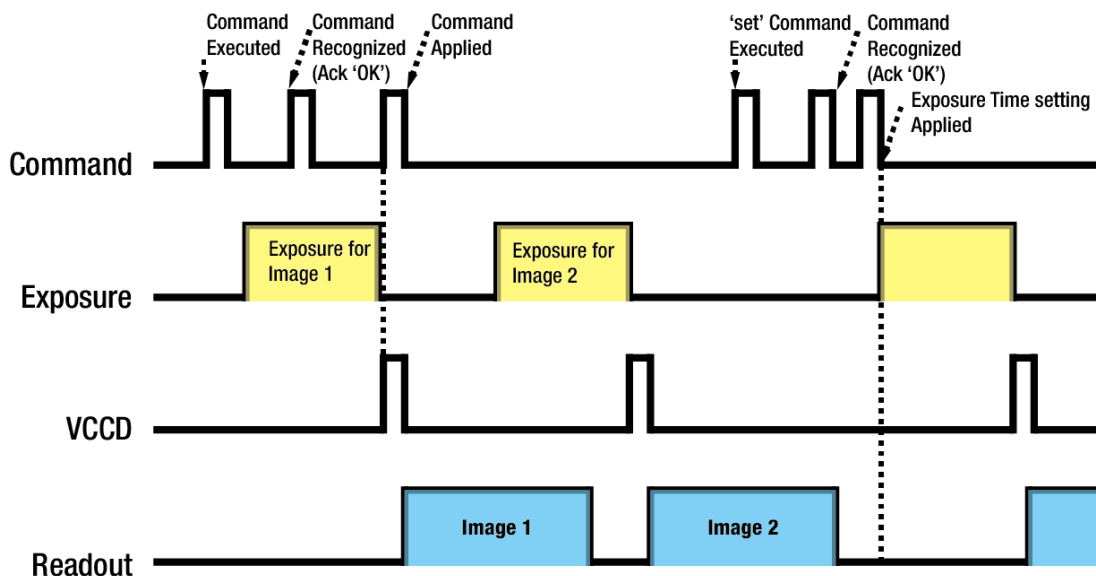 Command
Executed
Command
Recognized
(Ack ‘OK’)
Command
Applied
‘set’ Command
Executed
Command
Recognized
(Ack ‘OK’)
Exposure Time setting
Applied
Command
Exposure for
Image 1
Exposure for
Image 2
Exposure
VCCD
Image 1
Image 2
Readout